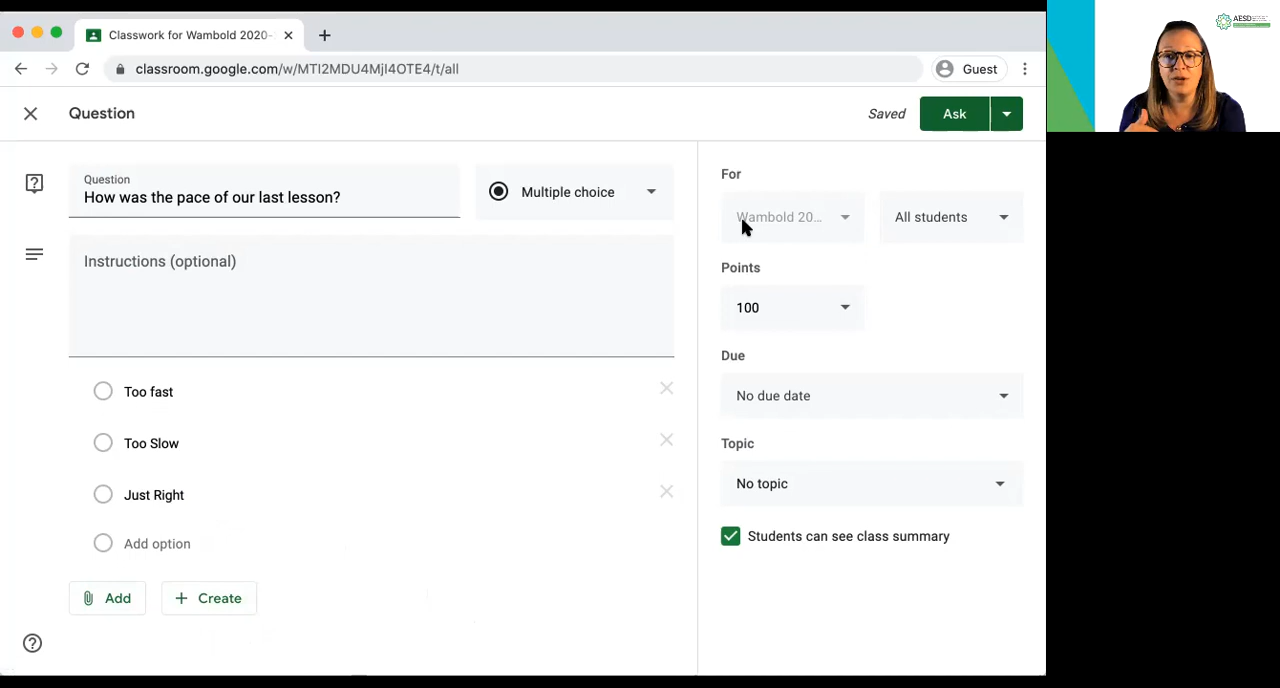 Classwork for Wambold 2020-
classroom.google.com/w/MTI2MDU4MjI4OTE4/t/all
Guest
Question
Saved
Ask
Question
How was the pace of our last lesson?
Multiple choice
Instructions (optional)
Too fast
Too Slow
Just Right
Add option
Add
Create
For
Wambold 20...
All students
Points
100
Due
No due date
Topic
No topic
Students can see class summary
AESD